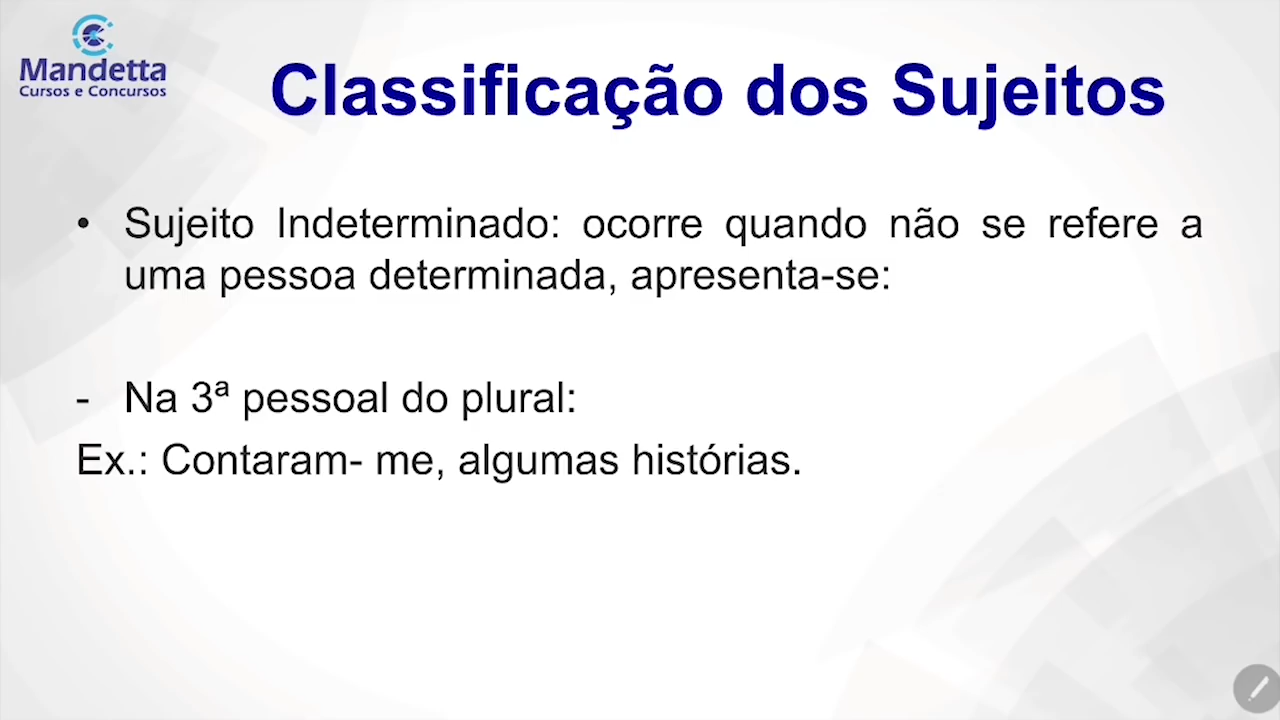 Mandetta
Cursos e Concursos
Classificação dos Sujeitos
• Sujeito Indeterminado: ocorre quando não se refere a
uma pessoa determinada, apresenta-se:
- Na 3ª pessoal do plural:
Ex.: Contaram- me, algumas histórias.